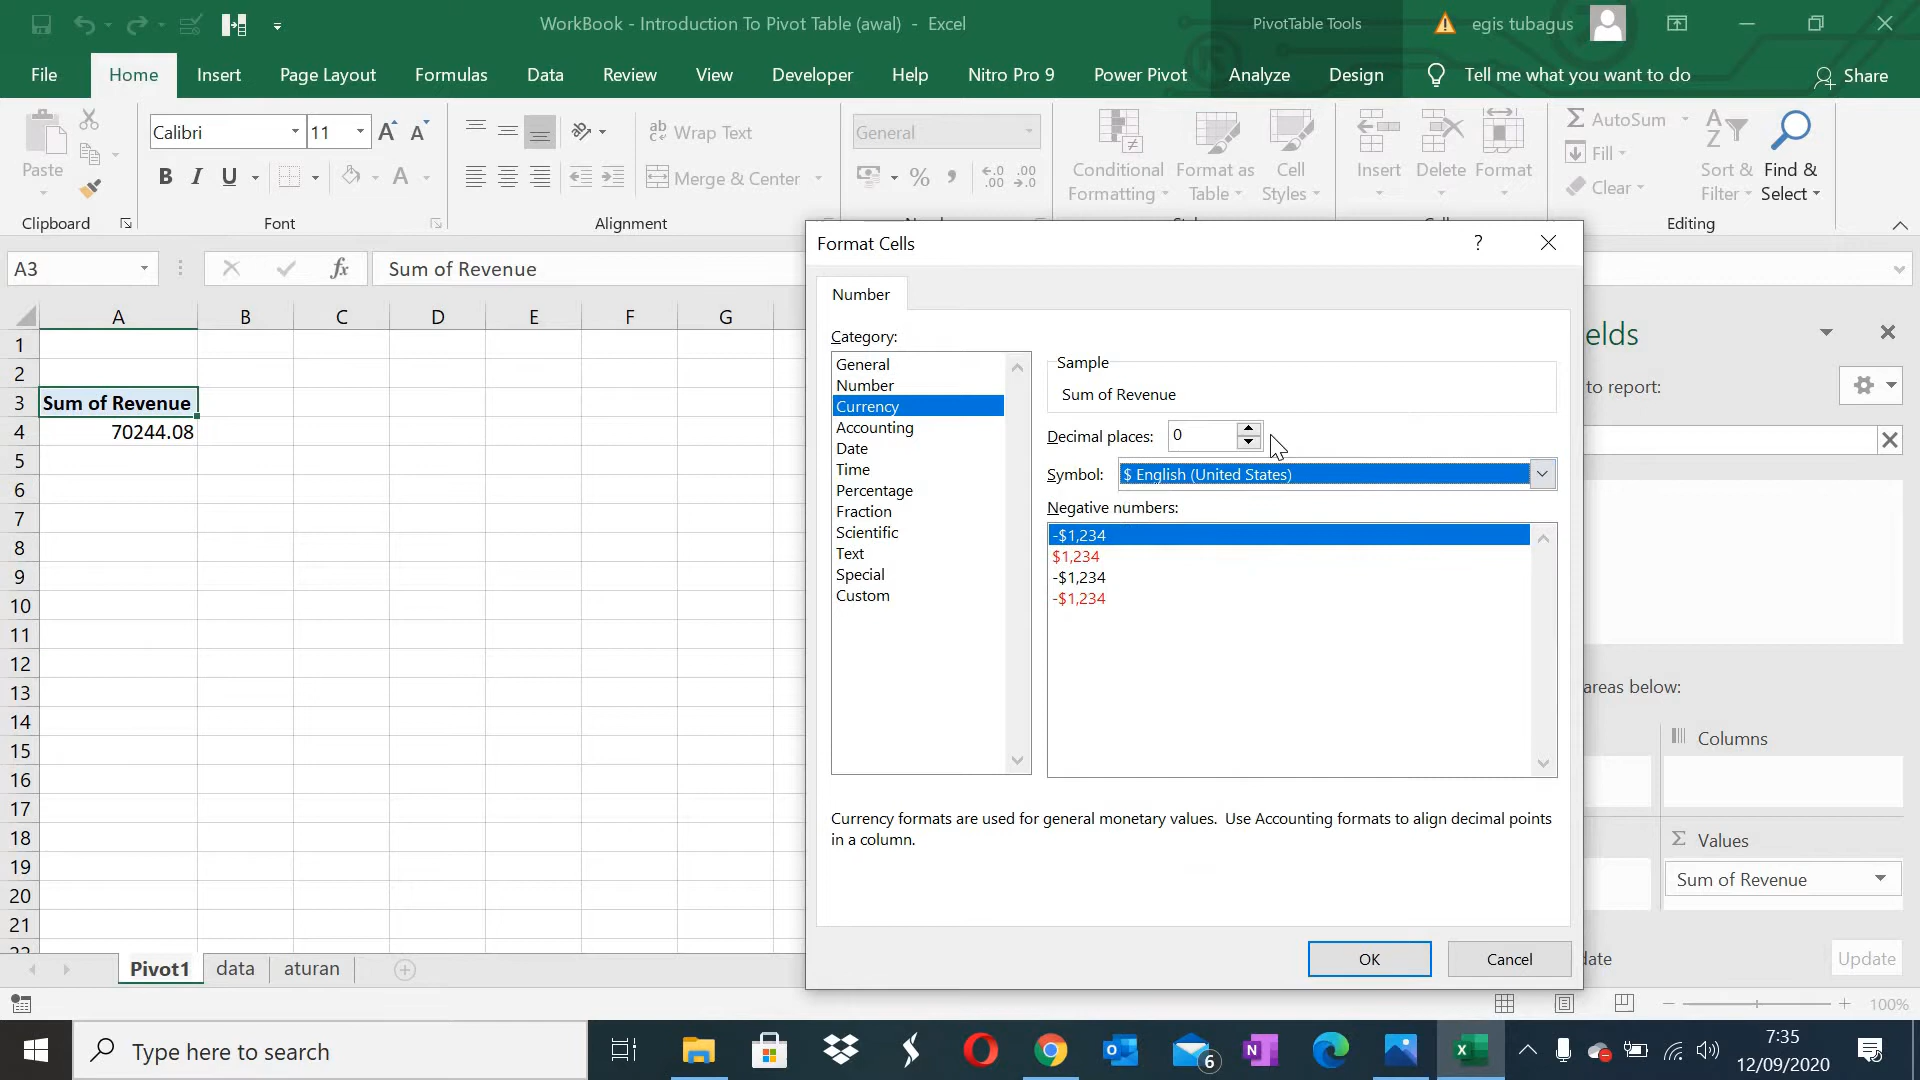 WorkBook - Introduction To Pivot Table (awal) - Excel
PivotTable Tools
egis tubagus
File
Home
Insert
Page Layout
Formulas
Data
Review
View
Developer
Help
Nitro Pro 9
Power Pivot
Analyze
Design
Tell me what you want to do
Share
Paste
Clipboard
Calibri
11
B I U
Font
ab Wrap Text
Merge & Center
Alignment
General
Conditional Formatting
Format as Table
Cell Styles
Insert
Delete
Format
AutoSum
Fill
Clear
Sort & Filter
Find & Select
Editing
A3
fx
Sum of Revenue
A B C D E F G
1
2
3 Sum of Revenue
4 70244.08
5
6
7
8
9
10
11
12
13
14
15
16
17
18
19
20
21
Format Cells
?
Number
Category:
General
Number
Currency
Accounting
Date
Time
Percentage
Fraction
Scientific
Text
Special
Custom
Sample
Sum of Revenue
Decimal places: 0
Symbol: $ English (United States)
Negative numbers:
-$1,234
$1,234
-$1,234
-$1,234
Currency formats are used for general monetary values. Use Accounting formats to align decimal points
in a column.
OK
Cancel
to report:
areas below:
Columns
Σ Values
Sum of Revenue
Update
Pivot1
data
aturan
100%
Type here to search
6
7:35
12/09/2020